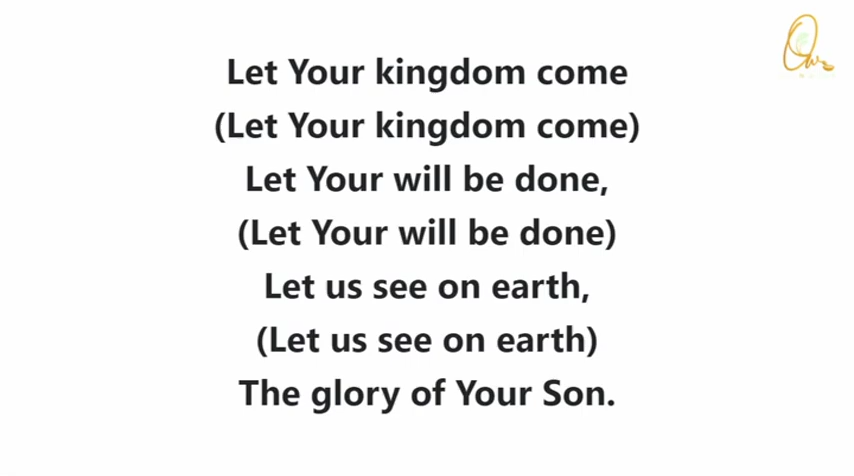 Let Your kingdom come
(Let Your kingdom come)
Let Your will be done,
(Let Your will be done)
Let us see on earth,
(Let us see on earth)
The glory of Your Son.